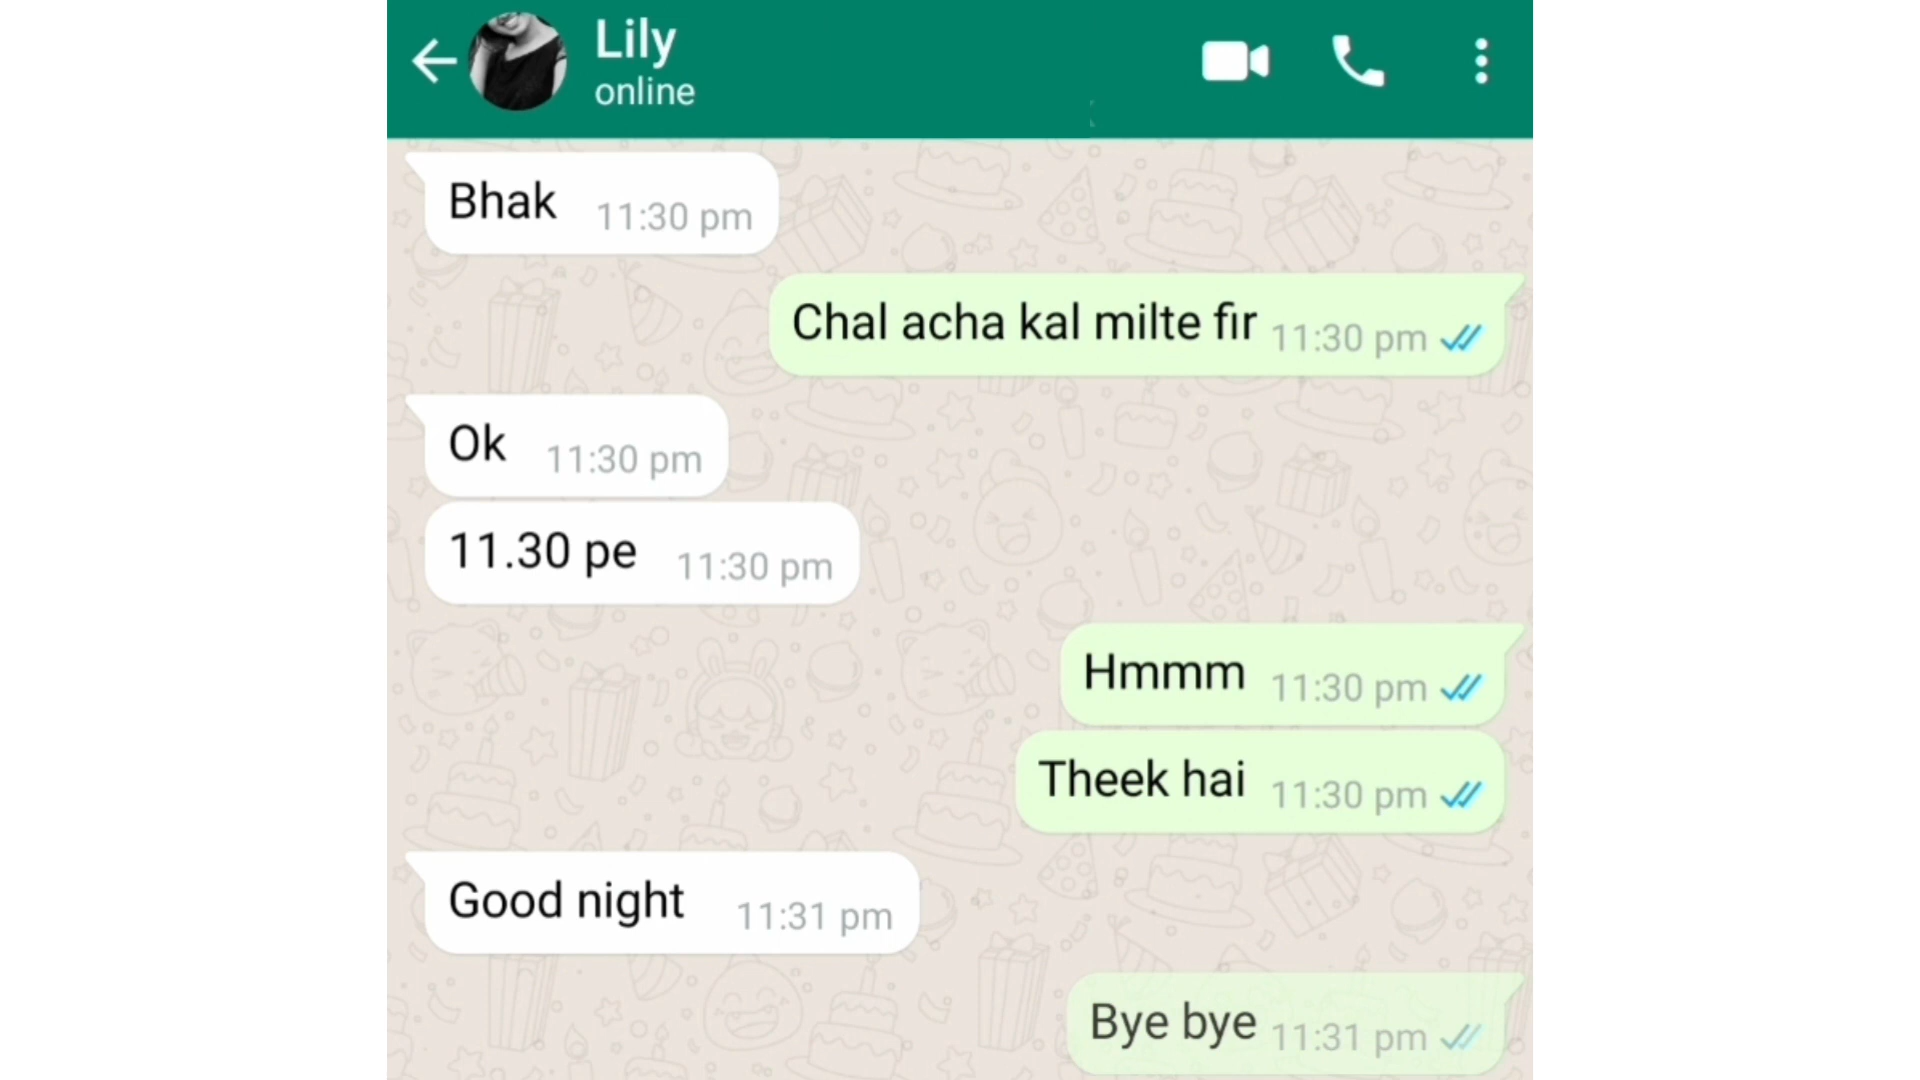 Lily
online
Bhak 11:30 pm
Chal acha kal milte fir 11:30 pm
Ok 11:30 pm
11.30 pe 11:30 pm
Hmmm 11:30 pm
Theek hai 11:30 pm
Good night 11:31 pm
Bye bye 11:31 pm